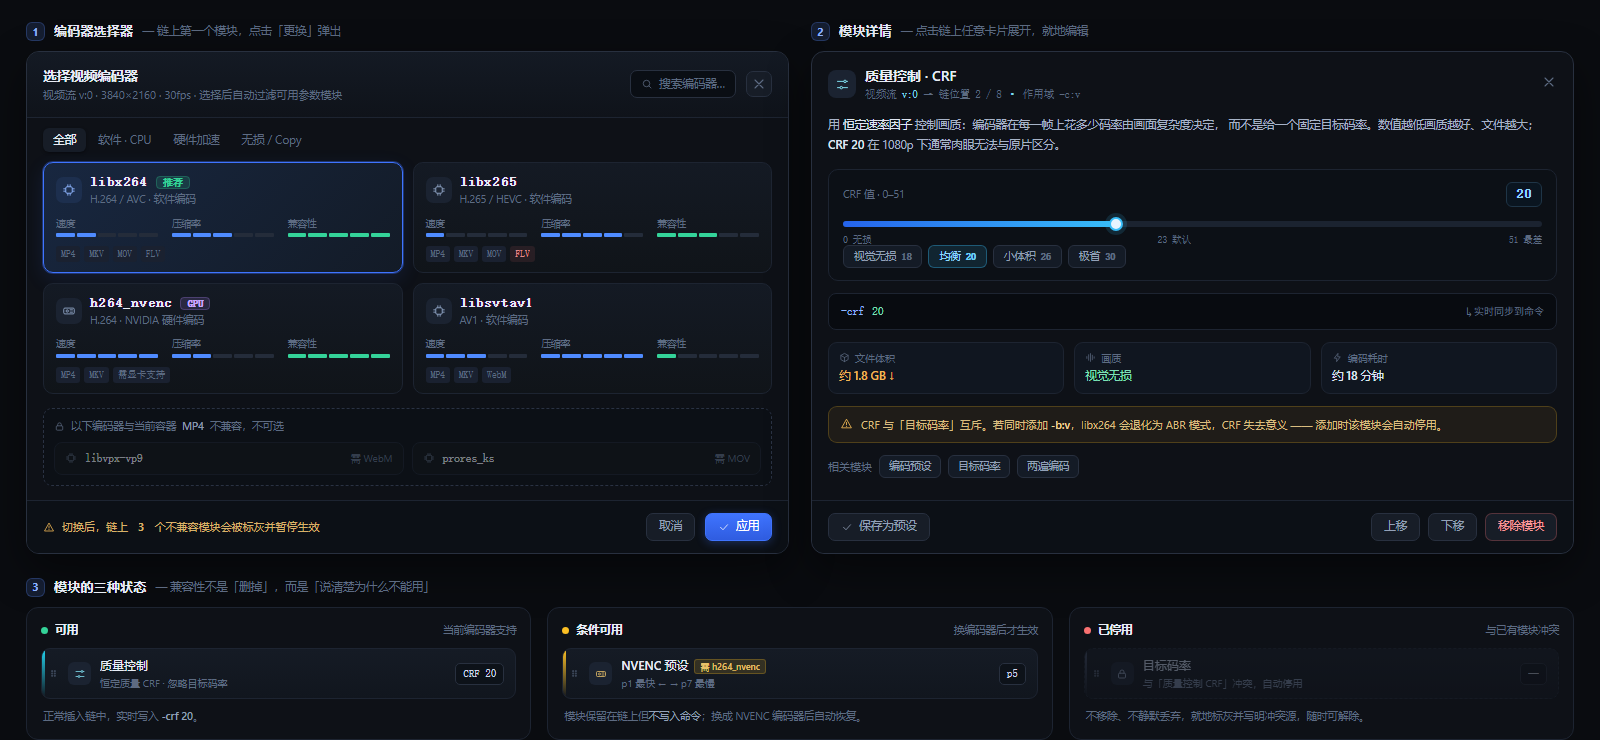 1 编码器选择器 — 链上第一个模块，点击「更换」弹出
选择视频编码器
视频流 v:0 · 3840×2160 · 30fps · 选择后自动过滤可用参数模块
搜索编码器...
全部 软件 · CPU 硬件加速 无损 / Copy
libx264 推荐
H.264 / AVC · 软件编码
速度 压缩率 兼容性
MP4 MKV MOV FLV
libx265
H.265 / HEVC · 软件编码
速度 压缩率 兼容性
MP4 MKV MOV FLV
h264_nvenc GPU
H.264 · NVIDIA 硬件编码
速度 压缩率 兼容性
MP4 MKV 需显卡支持
libsvtav1
AV1 · 软件编码
速度 压缩率 兼容性
MP4 MKV WebM
以下编码器与当前容器 MP4 不兼容，不可选
libvpx-vp9 需 WebM
prores_ks 需 MOV
切换后，链上 3 个不兼容模块会被标灰并暂停生效
取消 应用
2 模块详情 — 点击链上任意卡片展开，就地编辑
质量控制 · CRF
视频流 v:0 — 链位置 2 / 8 · 作用域 -c:v
用 恒定速率因子 控制画质：编码器在每一帧上花多少码率由画面复杂度决定， 而不是给一个固定目标码率。数值越低画质越好、文件越大；
CRF 20 在 1080p 下通常肉眼无法与原片区分。
CRF 值 · 0–51 20
0 无损 23 默认 51 最差
视觉无损 18 均衡 20 小体积 26 极省 30
-crf 20 ↳ 实时同步到命令
文件体积
约 1.8 GB ↓
画质
视觉无损
编码耗时
约 18 分钟
CRF 与「目标码率」互斥。若同时添加 -b:v，libx264 会退化为 ABR 模式，CRF 失去意义 —— 添加时该模块会自动停用。
相关模块 编码预设 目标码率 两遍编码
保存为预设 上移 下移 移除模块
3 模块的三种状态 — 兼容性不是「删掉」，而是「说清楚为什么不能用」
可用 当前编码器支持
质量控制 CRF 20
恒定质量 CRF · 忽略目标码率
正常插入链中，实时写入 -crf 20。
条件可用 换编码器后才生效
NVENC 预设 需 h264_nvenc p5
p1 最快 ← → p7 最慢
模块保留在链上但不写入命令；换成 NVENC 编码器后自动恢复。
已停用 与已有模块冲突
目标码率 —
与「质量控制 CRF」冲突，自动停用
不移除、不静默丢弃，就地标灰并写明冲突源，随时可解除。